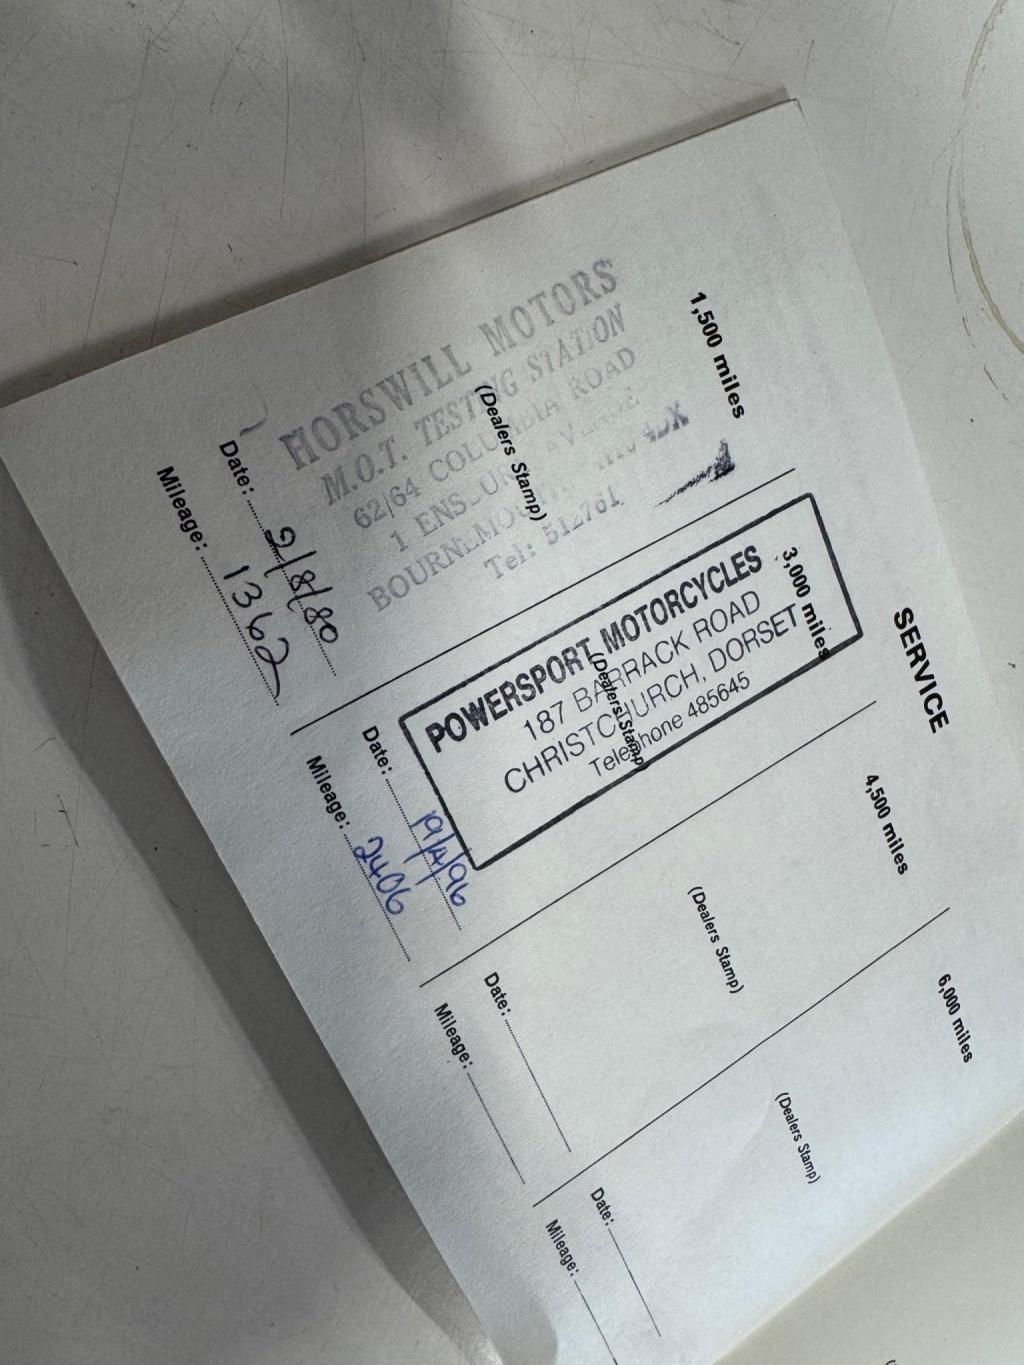 SERVICE
1,500 miles
HORSWILL MOTORS
M.O.T. TESTING STATION
62/64 COLUMBIA ROAD
1
BOURNEMOUTH
Tel: 512761
(Dealers Stamp)
Date: 2/8/80
Mileage: 1362
3,000 miles
POWERSPORT MOTORCYCLES
187 BARRACK ROAD
CHRISTCHURCH, DORSET
Telephone 485645
(Dealers Stamp)
Date: 19/4/96
Mileage: 2406
4,500 miles
(Dealers Stamp)
Date:
Mileage:
6,000 miles
(Dealers Stamp)
Date:
Mileage: